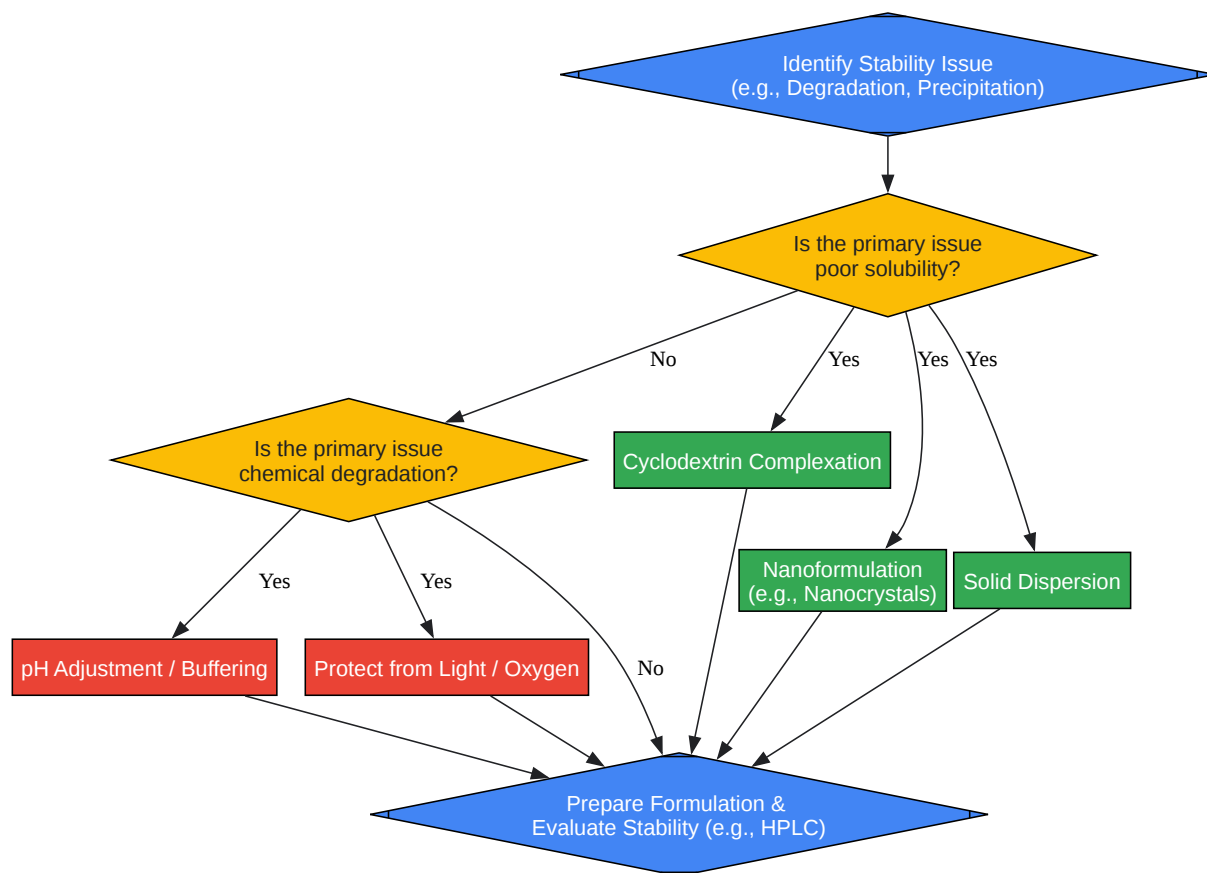 Identify Stability Issue
(e.g., Degradation, Precipitation)
Is the primary issue
poor solubility?
No
Yes
Yes
Yes
Is the primary issue
chemical degradation?
Cyclodextrin Complexation
Nanoformulation
(e.g., Nanocrystals)
Solid Dispersion
Yes
Yes
No
pH Adjustment / Buffering
Protect from Light / Oxygen
Prepare Formulation &
Evaluate Stability (e.g., HPLC)